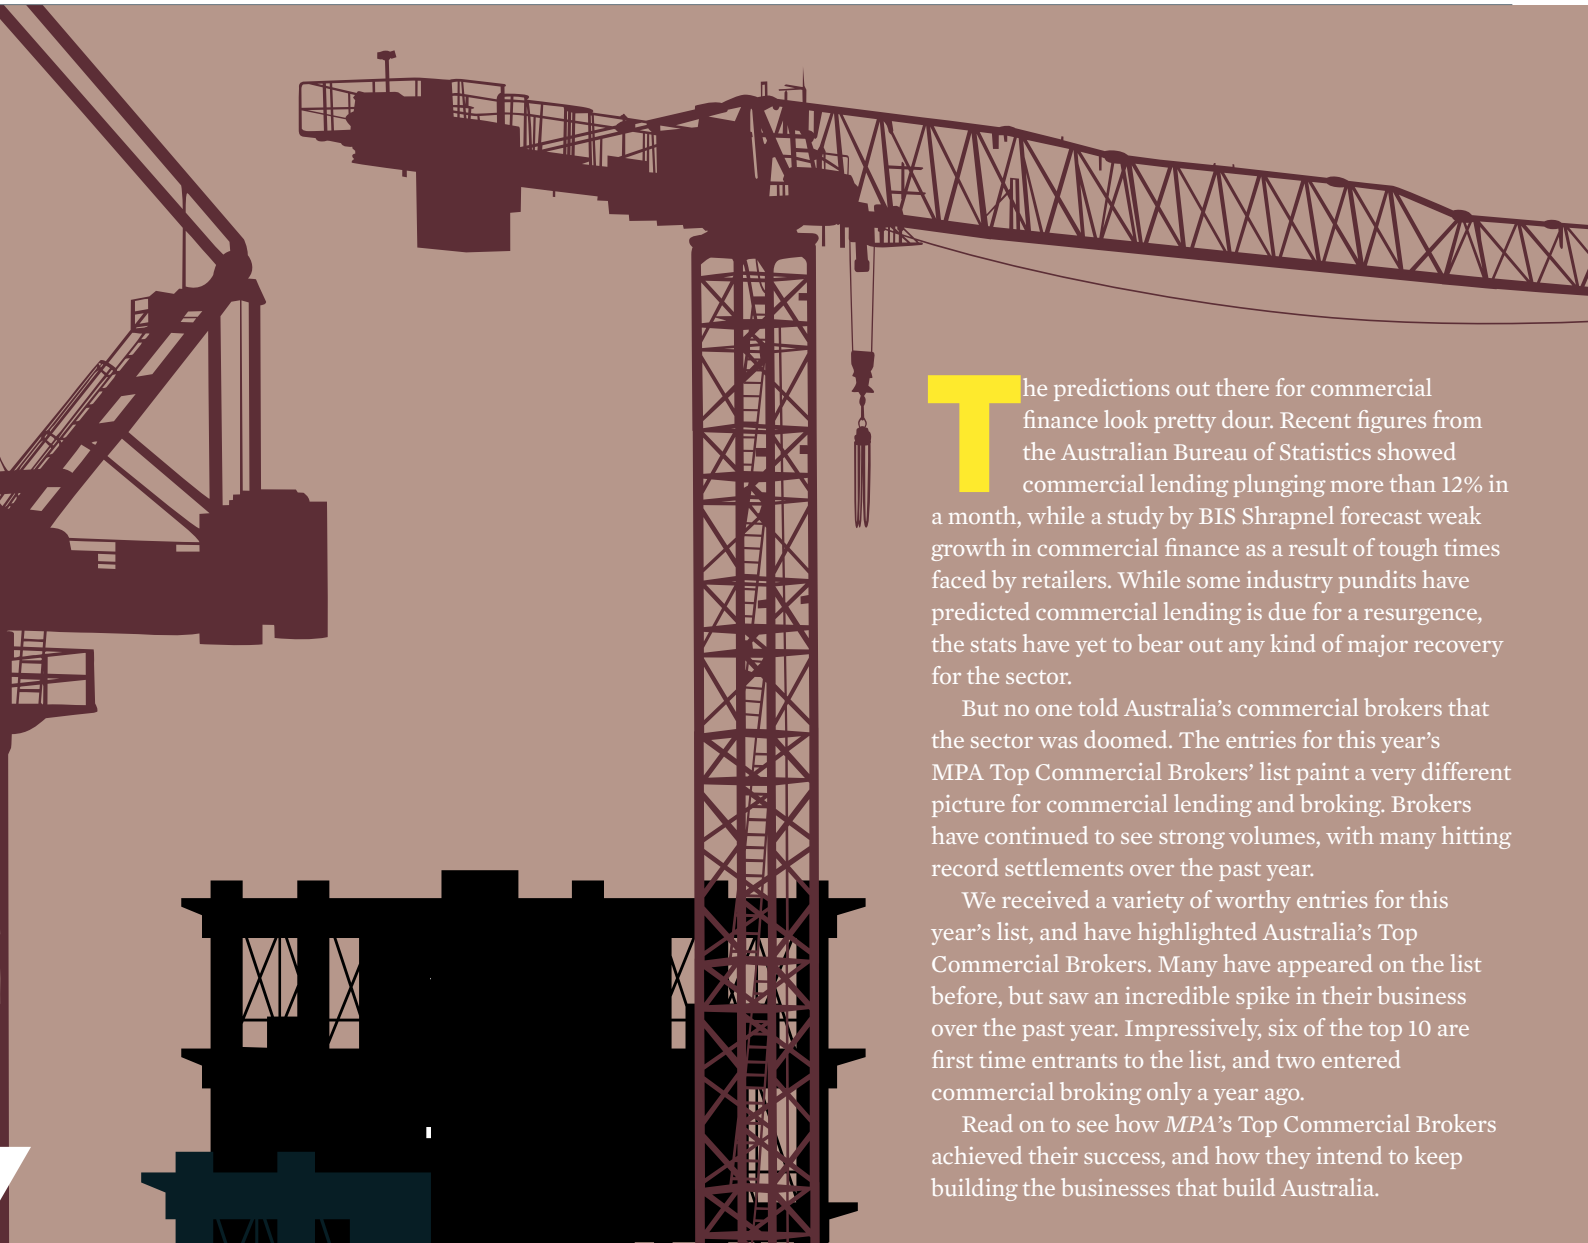 The predictions out there for commercial
finance look pretty dour. Recent figures from
the Australian Bureau of Statistics showed
commercial lending plunging more than 12% in
a month, while a study by BIS Shrapnel forecast weak
growth in commercial finance as a result of tough times
faced by retailers. While some industry pundits have
predicted commercial lending is due for a resurgence,
the stats have yet to bear out any kind of major recovery
for the sector.
But no one told Australia’s commercial brokers that
the sector was doomed. The entries for this year’s
MPA Top Commercial Brokers’ list paint a very different
picture for commercial lending and broking. Brokers
have continued to see strong volumes, with many hitting
record settlements over the past year.
We received a variety of worthy entries for this
year’s list, and have highlighted Australia’s Top
Commercial Brokers. Many have appeared on the list
before, but saw an incredible spike in their business
over the past year. Impressively, six of the top 10 are
first time entrants to the list, and two entered
commercial broking only a year ago.
Read on to see how MPA’s Top Commercial Brokers
achieved their success, and how they intend to keep
building the businesses that build Australia.